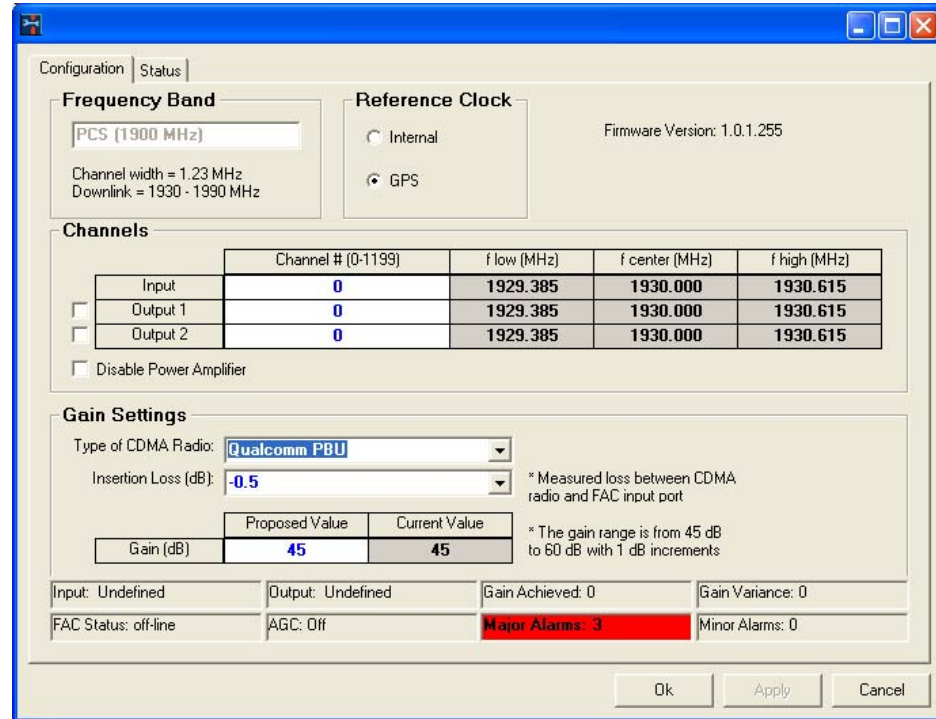 Configuration
Status
Frequency Band
PCS (1900 MHz)
Channel width = 1.23 MHz
Downlink = 1930 - 1990 MHz
Reference Clock
Internal
GPS
Firmware Version: 1.0.1.255
Channels
Channel # (0-1199) f low (MHz) f center (MHz) f high (MHz)
Input 0 1929.385 1930.000 1930.615
Output 1 0 1929.385 1930.000 1930.615
Output 2 0 1929.385 1930.000 1930.615
Disable Power Amplifier
Gain Settings
Type of CDMA Radio: Qualcomm PBU
Insertion Loss (dB): -0.5
* Measured loss between CDMA
radio and FAC input port
Proposed Value Current Value
Gain (dB) 45 45
* The gain range is from 45 dB
to 60 dB with 1 dB increments
Input: Undefined Output: Undefined Gain Achieved: 0 Gain Variance: 0
FAC Status: off-line AGC: Off Major Alarms: 3 Minor Alarms: 0
Ok Apply Cancel